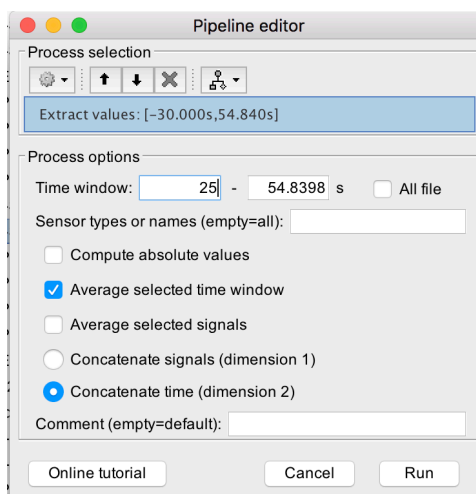 Pipeline editor
Process selection
Extract values: [-30.000s,54.840s]
Process options
Time window: 25 - 54.8398 s All file
Sensor types or names (empty=all):
Compute absolute values
Average selected time window
Average selected signals
Concatenate signals (dimension 1)
Concatenate time (dimension 2)
Comment (empty=default):
Online tutorial Cancel Run